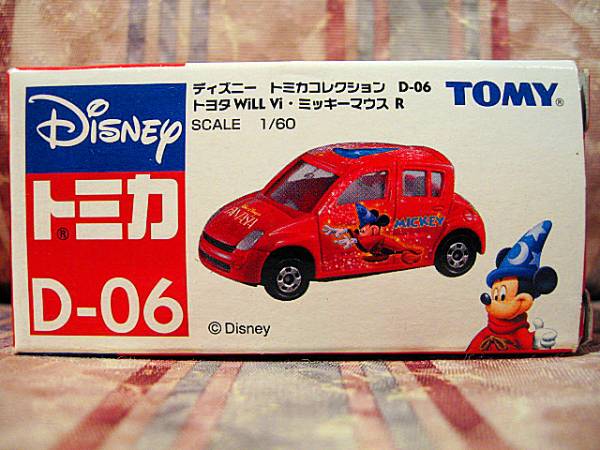 Disney
トミカ
®
D-06
ディズニー トミカコレクション D-06
トヨタ WiLL Vi・ミッキーマウス R
SCALE 1/60
TOMY®
MICKEY
© Disney